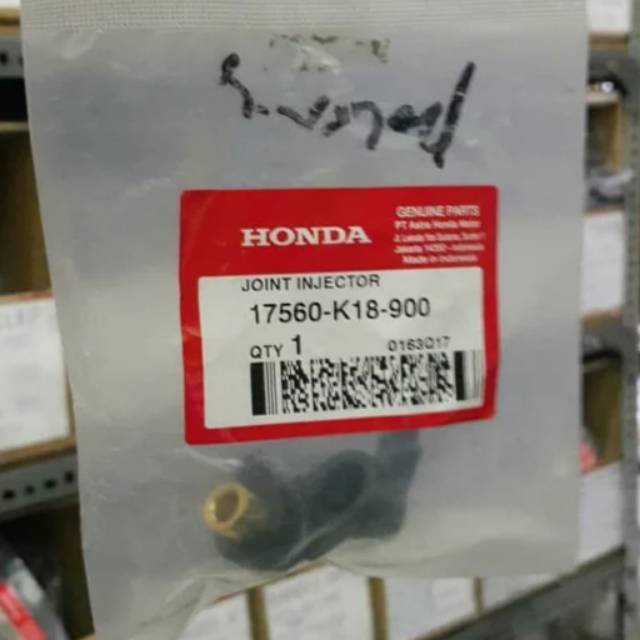 GENUINE PARTS
PT Astra Honda Motor
HONDA
Made in Indonesia
JOINT INJECTOR
17560-K18-900
QTY 1
0163Q17